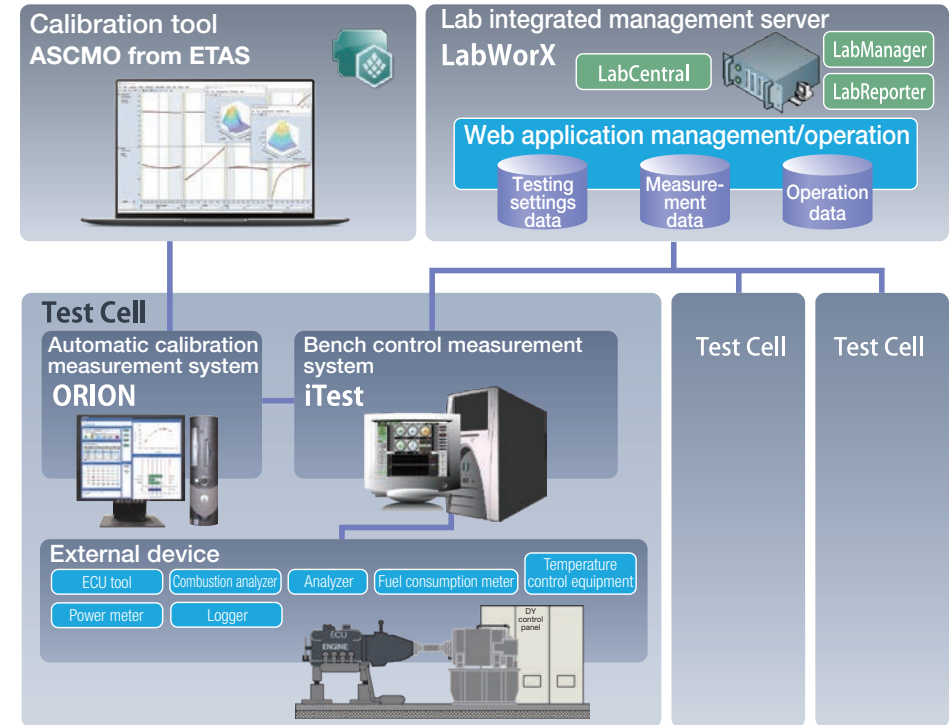 Calibration tool
ASCMO from ETAS
Lab integrated management server
LabWorX
LabCentral
LabManager
LabReporter
Web application management/operation
Testing
settings
data
Measure-
ment
data
Operation
data
Test Cell
Automatic calibration
measurement system
ORION
Bench control measurement
system
iTest
Test Cell
Test Cell
External device
ECU tool
Combustion analyzer
Analyzer
Fuel consumption meter
Temperature
control equipment
Power meter
Logger
DY
control
panel
ECU
ENGINE